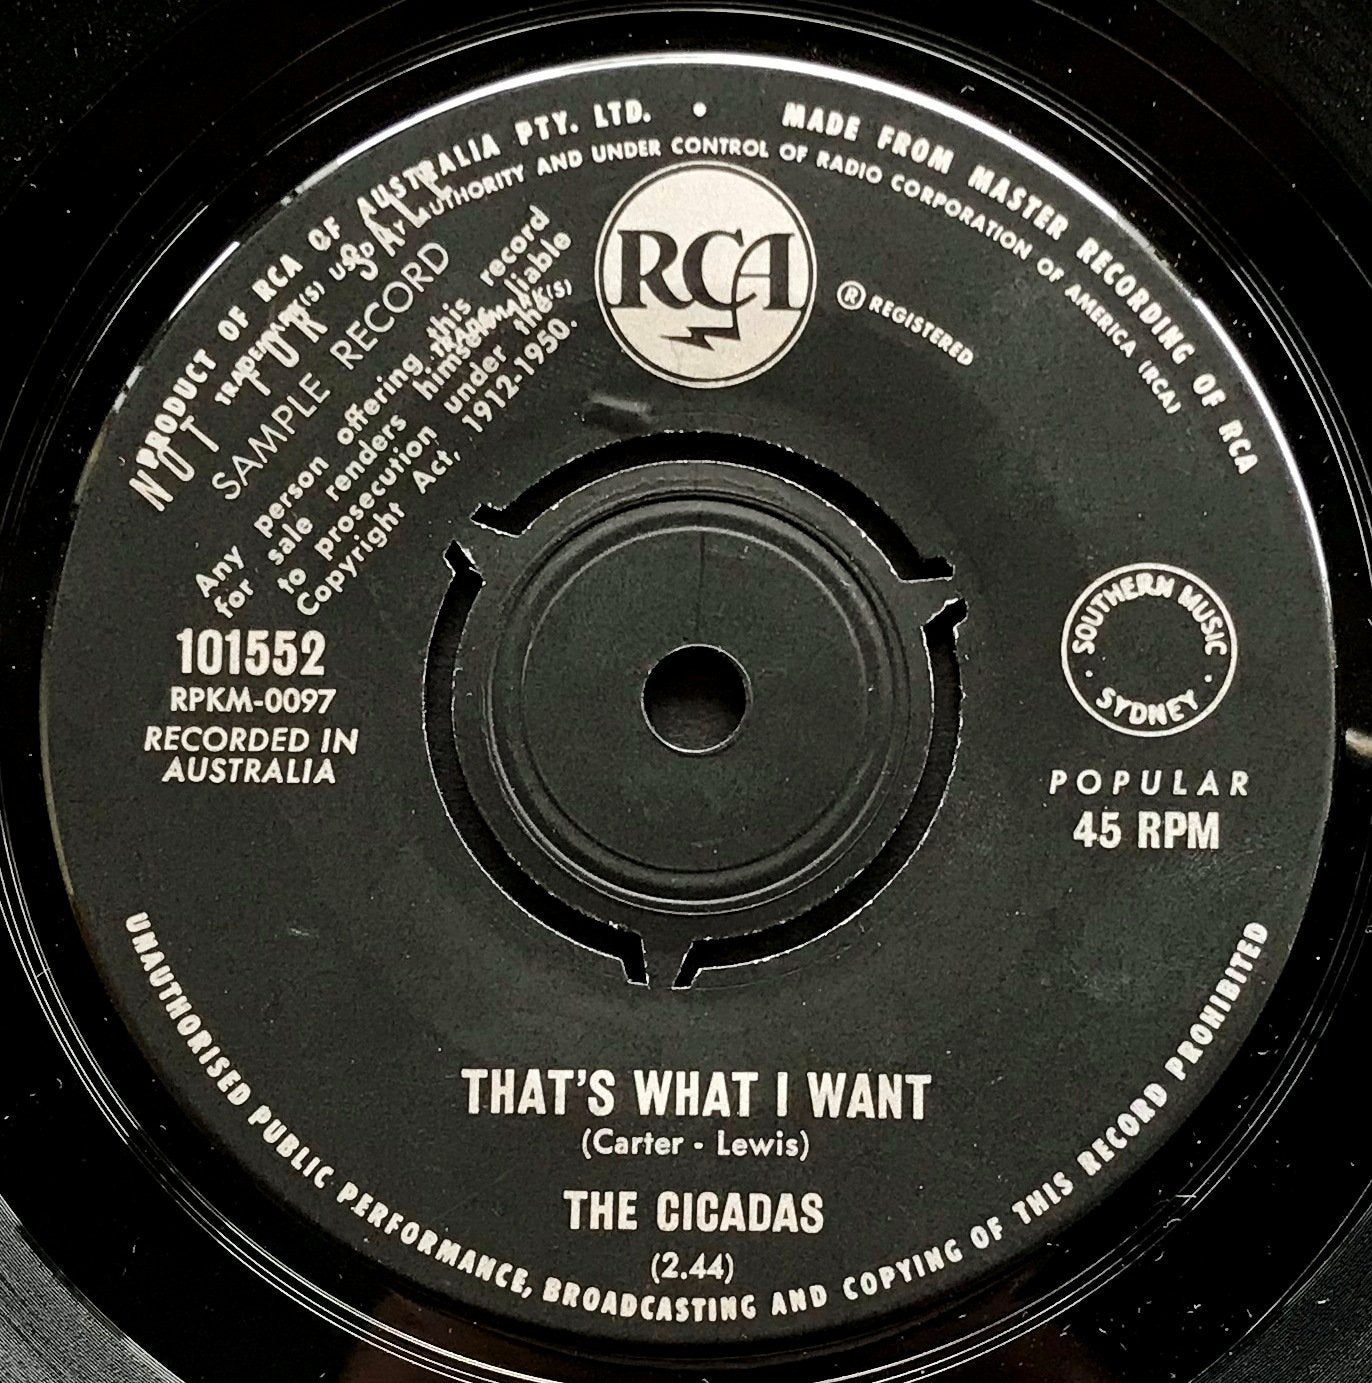 PRODUCT OF RCA OF AUSTRALIA PTY. LTD. • MADE FROM MASTER RECORDING OF RCA
TRADEMARK(S) USED BY AUTHORITY AND UNDER CONTROL OF RADIO CORPORATION OF AMERICA (RCA)
NOT FOR SALE
SAMPLE RECORD
Any person offering this record
for sale renders himself liable
to prosecution under the
Copyright Act, 1912-1950.
TRADEMARK(S)
RCA
® REGISTERED
101552
RPKM-0097
RECORDED IN
AUSTRALIA
SOUTHERN MUSIC
• SYDNEY •
POPULAR
45 RPM
THAT'S WHAT I WANT
(Carter - Lewis)
THE CICADAS
(2.44)
UNAUTHORISED PUBLIC PERFORMANCE, BROADCASTING AND COPYING OF THIS RECORD PROHIBITED